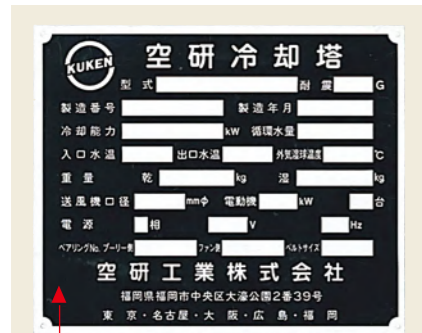 KUKEN 空研冷却塔
型式 耐震 G
製造番号 製造年月
冷却能力 kW 循環水量
入口水温 出口水温 外気湿球温度 ℃
重量 乾 kg 湿 kg
送風機口径 mmφ 電動機 kW 台
電源 相 V Hz
ベアリングNo. プーリー側 ファン側 ベルトサイズ
空研工業株式会社
福岡県福岡市中央区大濠公園2番39号
東京・名古屋・大阪・広島・福岡